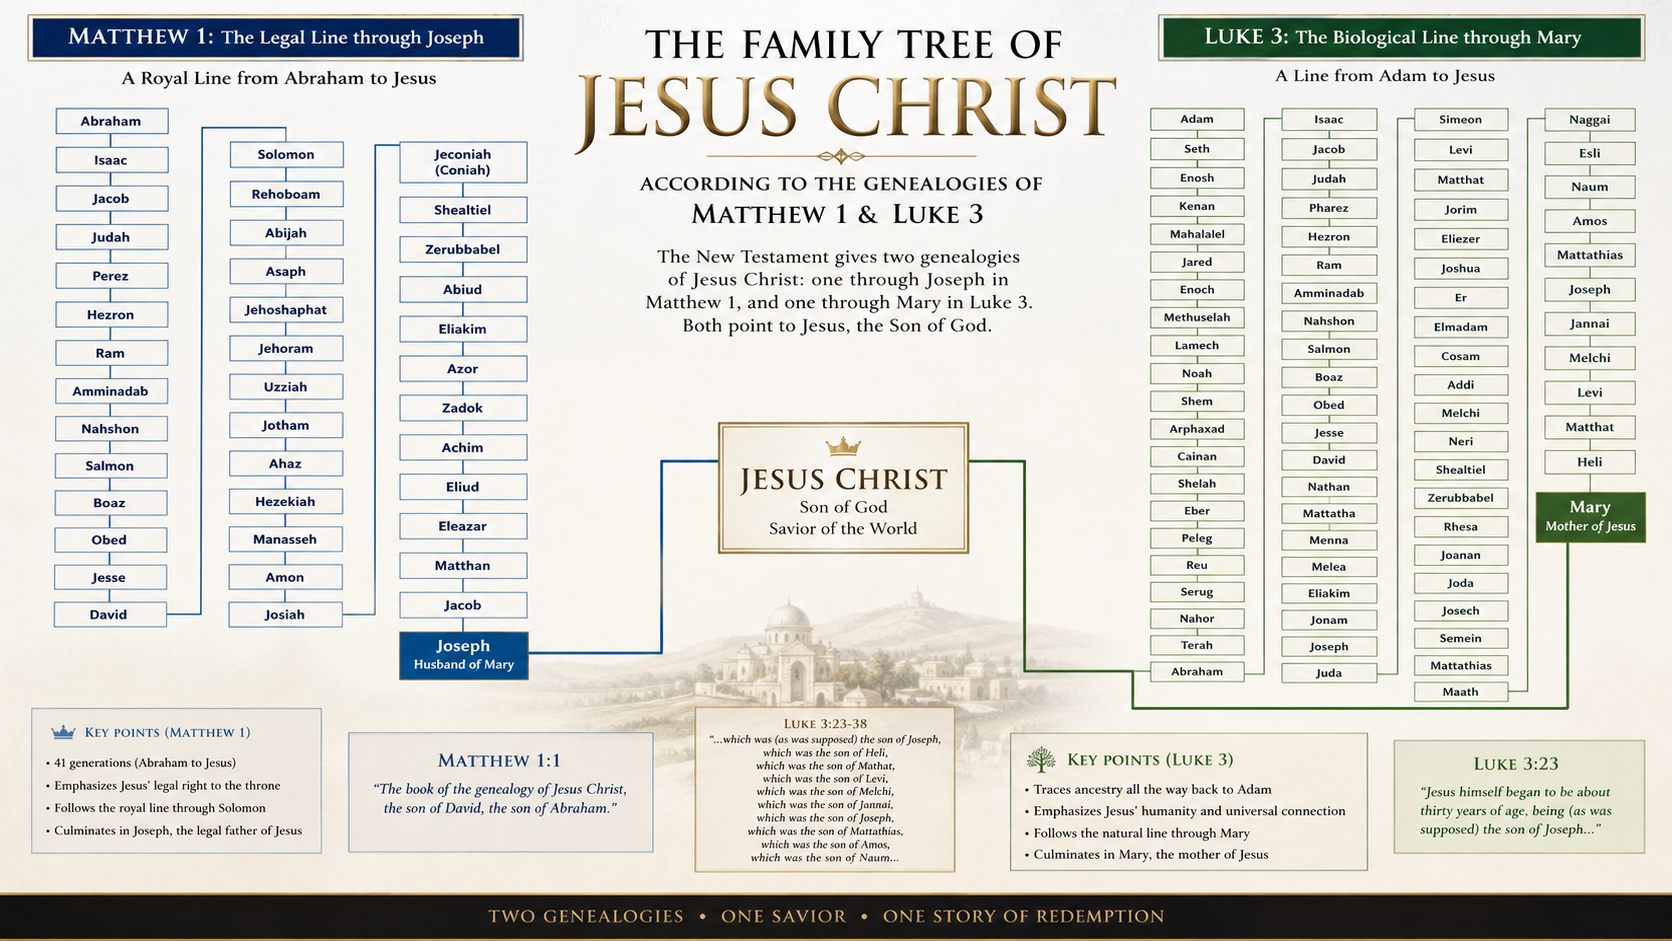 MATTHEW 1: The Legal Line through Joseph
A Royal Line from Abraham to Jesus
Abraham
Isaac
Jacob
Judah
Perez
Hezron
Ram
Amminadab
Nahshon
Salmon
Boaz
Obed
Jesse
David
Solomon
Rehoboam
Abijah
Asaph
Jehoshaphat
Jehoram
Uzziah
Jotham
Ahaz
Hezekiah
Manasseh
Amon
Josiah
Jeconiah
(Coniah)
Shealtiel
Zerubbabel
Abiud
Eliakim
Azor
Zadok
Achim
Eliud
Eleazar
Matthan
Jacob
Joseph
Husband of Mary
THE FAMILY TREE OF
JESUS CHRIST
ACCORDING TO THE GENEALOGIES OF
MATTHEW 1 & LUKE 3
The New Testament gives two genealogies
of Jesus Christ: one through Joseph in
Matthew 1, and one through Mary in Luke 3.
Both point to Jesus, the Son of God.
JESUS CHRIST
Son of God
Savior of the World
LUKE 3: The Biological Line through Mary
A Line from Adam to Jesus
Adam
Seth
Enosh
Kenan
Mahalalel
Jared
Enoch
Methuselah
Lamech
Noah
Shem
Arphaxad
Cainan
Shelah
Eber
Peleg
Reu
Serug
Nahor
Terah
Abraham
Isaac
Jacob
Judah
Pharez
Hezron
Ram
Amminadab
Nahshon
Salmon
Boaz
Obed
Jesse
David
Nathan
Mattatha
Menna
Melea
Eliakim
Jonam
Joseph
Juda
Simeon
Levi
Matthat
Jorim
Eliezer
Joshua
Er
Elmadam
Cosam
Addi
Melchi
Neri
Shealtiel
Zerubbabel
Rhesa
Joanan
Joda
Josech
Semein
Mattathias
Maath
Naggai
Esli
Naum
Amos
Mattathias
Joseph
Jannai
Melchi
Levi
Matthat
Heli
Mary
Mother of Jesus
KEY POINTS (MATTHEW 1)
• 41 generations (Abraham to Jesus)
• Emphasizes Jesus' legal right to the throne
• Follows the royal line through Solomon
• Culminates in Joseph, the legal father of Jesus
MATTHEW 1:1
“The book of the genealogy of Jesus Christ,
the son of David, the son of Abraham.”
LUKE 3:23-38
“...which was (as was supposed) the son of Joseph,
which was the son of Heli,
which was the son of Mathat,
which was the son of Levi,
which was the son of Melchi,
which was the son of Jannai,
which was the son of Joseph,
which was the son of Mattathias,
which was the son of Amos,
which was the son of Naum...
KEY POINTS (LUKE 3)
• Traces ancestry all the way back to Adam
• Emphasizes Jesus' humanity and universal connection
• Follows the natural line through Mary
• Culminates in Mary, the mother of Jesus
LUKE 3:23
“Jesus himself began to be about
thirty years of age, being (as was
supposed) the son of Joseph...”
TWO GENEALOGIES • ONE SAVIOR • ONE STORY OF REDEMPTION